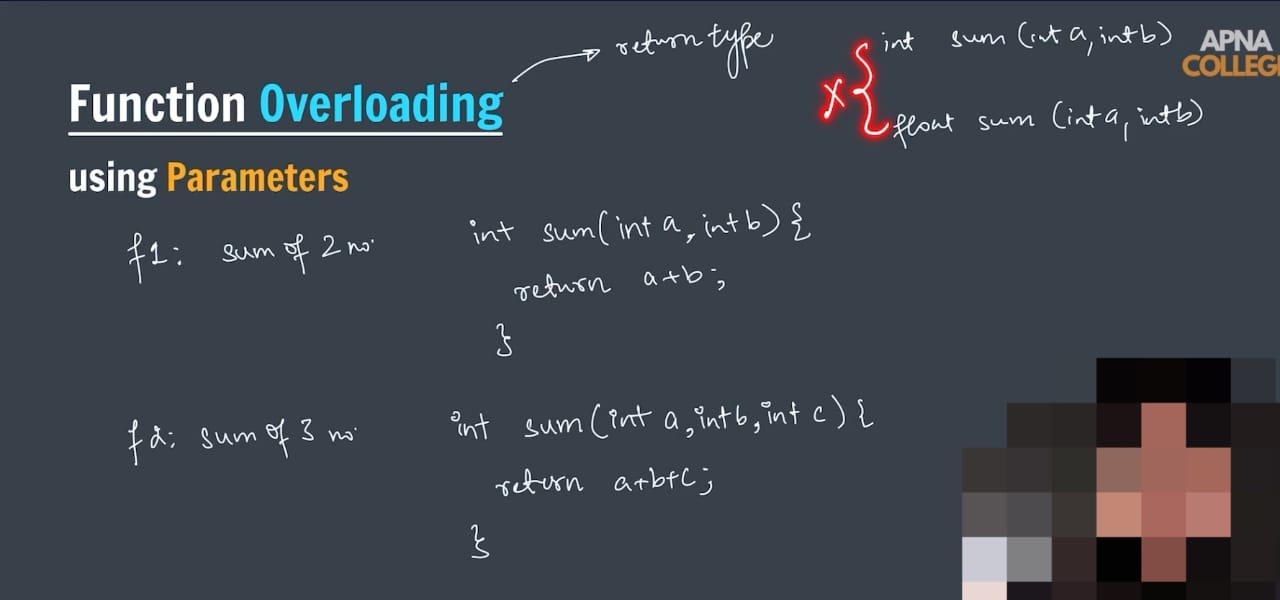 return type
int sum (int a, int b)
APNA
COLLEG
Function Overloading
float sum (int a, int b)
using Parameters
f1: sum of 2 no.
int sum(int a, int b) {
return a+b;
}
f2: sum of 3 no.
int sum(int a, int b, int c) {
return a+b+c;
}